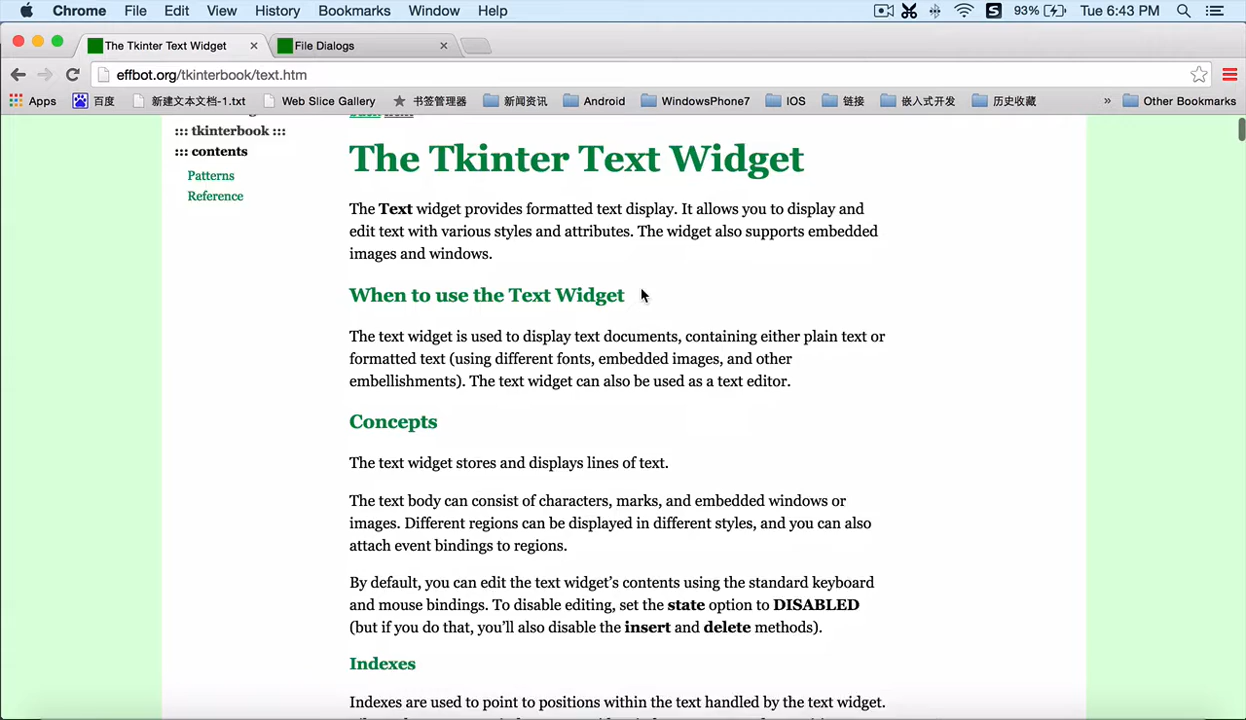 Chrome File Edit View History Bookmarks Window Help 93% Tue 6:43 PM
The Tkinter Text Widget File Dialogs
effbot.org/tkinterbook/text.htm
Apps 百度 新建文本文档-1.txt Web Slice Gallery 书签管理器 新闻资讯 Android WindowsPhone7 IOS 链接 嵌入式开发 历史收藏 » Other Bookmarks
::: tkinterbook :::
::: contents
Patterns
Reference
The Tkinter Text Widget
The Text widget provides formatted text display. It allows you to display and
edit text with various styles and attributes. The widget also supports embedded
images and windows.
When to use the Text Widget
The text widget is used to display text documents, containing either plain text or
formatted text (using different fonts, embedded images, and other
embellishments). The text widget can also be used as a text editor.
Concepts
The text widget stores and displays lines of text.
The text body can consist of characters, marks, and embedded windows or
images. Different regions can be displayed in different styles, and you can also
attach event bindings to regions.
By default, you can edit the text widget’s contents using the standard keyboard
and mouse bindings. To disable editing, set the state option to DISABLED
(but if you do that, you’ll also disable the insert and delete methods).
Indexes
Indexes are used to point to positions within the text handled by the text widget.